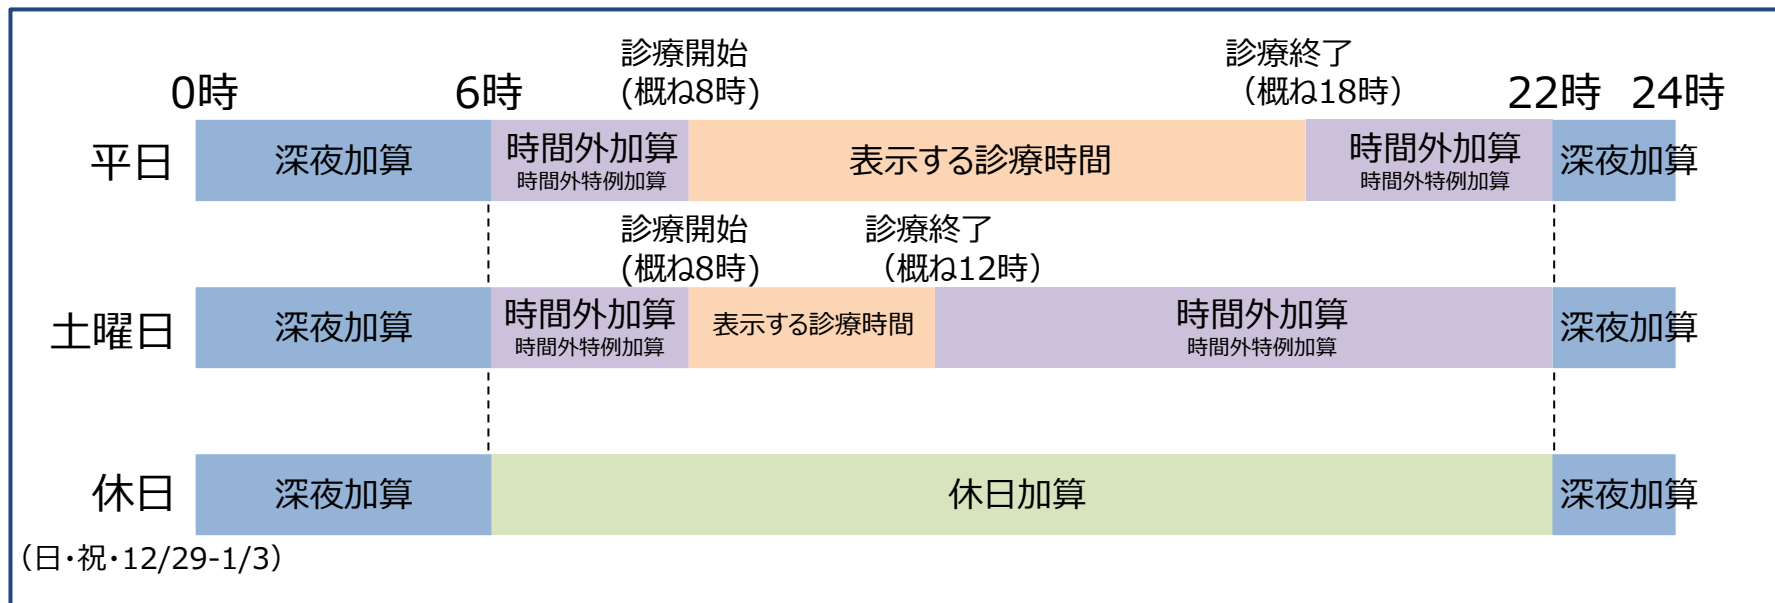 0時
6時
診療開始
(概ね8時)
診療終了
（概ね18時）
22時
24時
平日
深夜加算
時間外加算
時間外特例加算
表示する診療時間
時間外加算
時間外特例加算
深夜加算
診療開始
(概ね8時)
診療終了
（概ね12時）
土曜日
深夜加算
時間外加算
時間外特例加算
表示する診療時間
時間外加算
時間外特例加算
深夜加算
休日
深夜加算
休日加算
深夜加算
（日・祝・12/29-1/3）